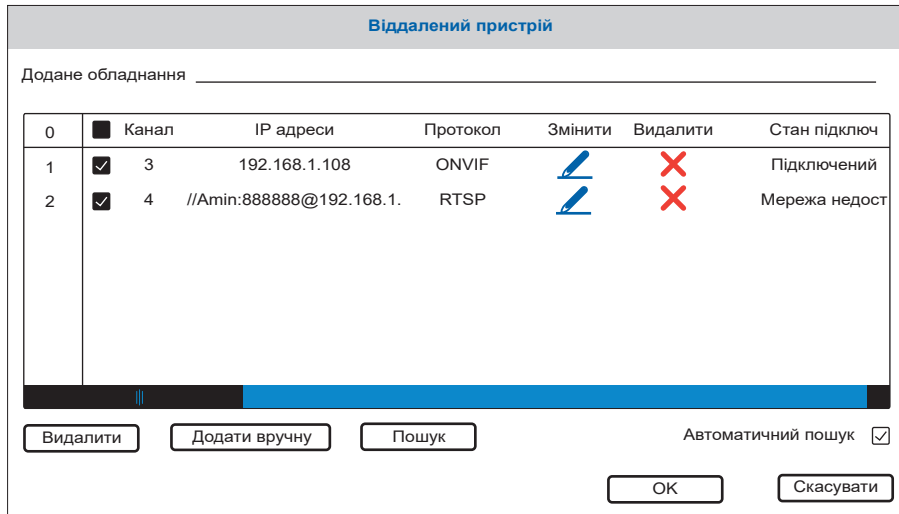 Віддалений пристрій
Додане обладнання
0 Канал IP адреси Протокол Змінити Видалити Стан підключ
1 3 192.168.1.108 ONVIF Підключений
2 4 //Amin:888888@192.168.1. RTSP Мережа недост
Видалити Додати вручну Пошук Автоматичний пошук
OK Скасувати